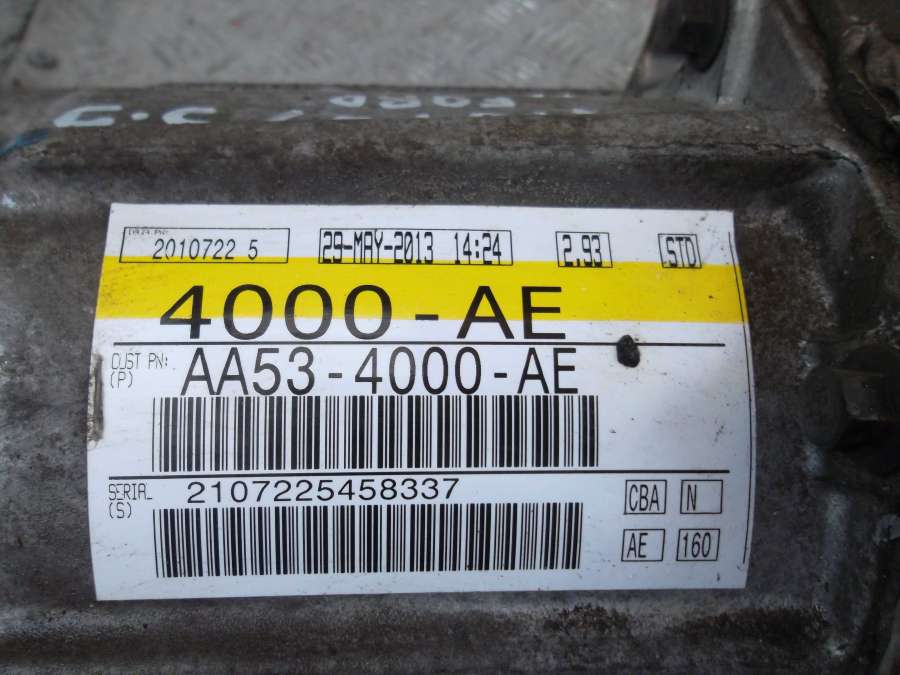 2010722 5 29-MAY-2013 14:24 2.93 STD
4000-AE
CUST PN:
(P)
AA53-4000-AE
SERIAL
(S)
2107225458337
CBA N
AE 160